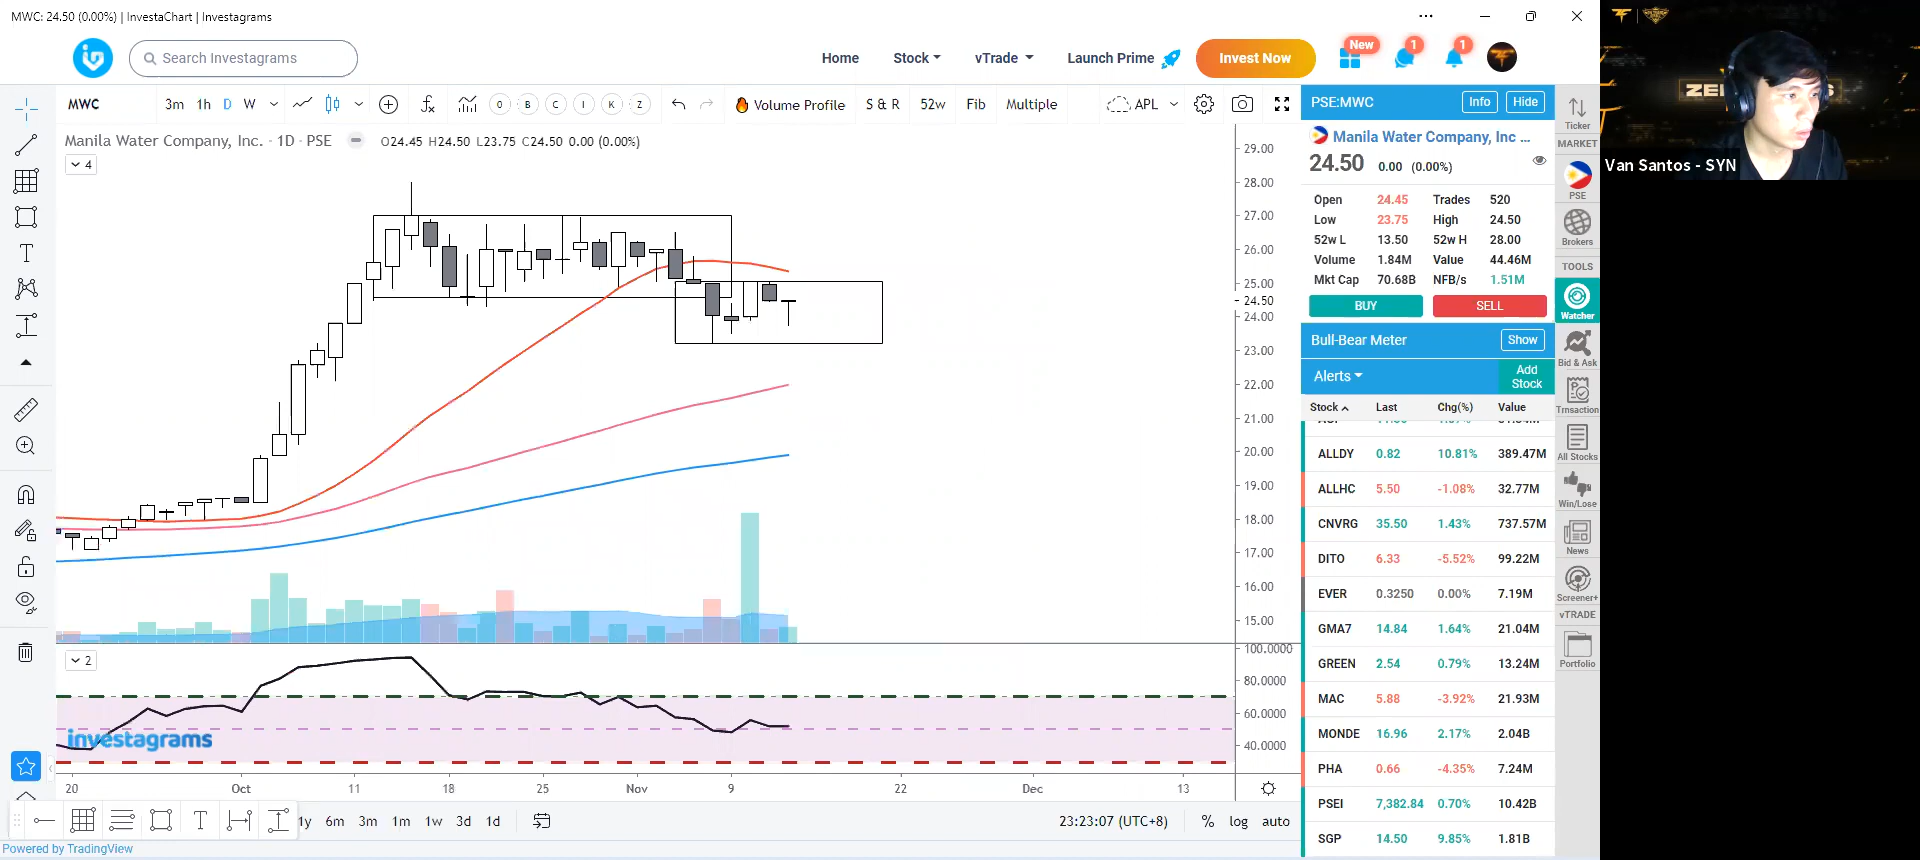 MWC: 24.50 (0.00%) | InvestaChart | Investagrams
Search Investagrams
Home
Stock
vTrade
Launch Prime
Invest Now
New
1
1
MWC
3m 1h D W
O B C I K Z
Volume Profile
S & R
52w
Fib
Multiple
APL
Manila Water Company, Inc. · 1D · PSE
O24.45 H24.50 L23.75 C24.50 0.00 (0.00%)
4
29.00
28.00
27.00
26.00
25.00
24.50
24.00
23.00
22.00
21.00
20.00
19.00
18.00
17.00
16.00
15.00
100.0000
80.0000
60.0000
40.0000
2
investagrams
20 Oct 11 18 25 Nov 9 22 Dec 13
1y 6m 3m 1m 1w 3d 1d
23:23:07 (UTC+8)
% log auto
Powered by TradingView
PSE:MWC
Info
Hide
Manila Water Company, Inc ...
24.50 0.00 (0.00%)
Open 24.45 Trades 520
Low 23.75 High 24.50
52w L 13.50 52w H 28.00
Volume 1.84M Value 44.46M
Mkt Cap 70.68B NFB/s 1.51M
BUY
SELL
Bull-Bear Meter
Show
Alerts
Add Stock
Stock Last Chg(%) Value
ALLDY 0.82 10.81% 389.47M
ALLHC 5.50 -1.08% 32.77M
CNVRG 35.50 1.43% 737.57M
DITO 6.33 -5.52% 99.22M
EVER 0.3250 0.00% 7.19M
GMA7 14.84 1.64% 21.04M
GREEN 2.54 0.79% 13.24M
MAC 5.88 -3.92% 21.93M
MONDE 16.96 2.17% 2.04B
PHA 0.66 -4.35% 7.24M
PSEI 7,382.84 0.70% 10.42B
SGP 14.50 9.85% 1.81B
Ticker
MARKET
PSE
Brokers
TOOLS
Watcher
Bid & Ask
Trnsaction
All Stocks
Win/Lose
News
Screener+
vTRADE
Portfolio
Van Santos - SYN